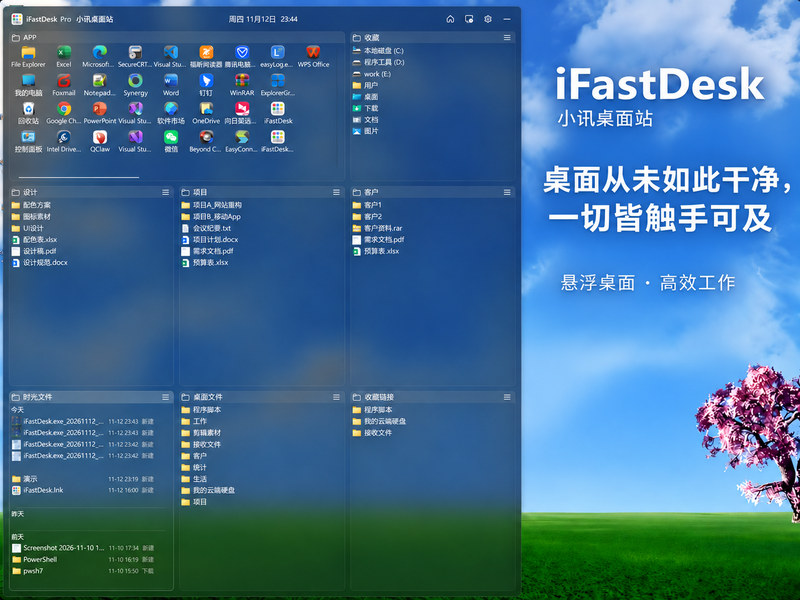 iFastDesk Pro 小讯桌面站
周四 11月12日 23:44
APP
File Explorer Excel Microsoft... SecureCRT... Visual Stu... 福昕阅读器 腾讯电脑... easyLog.e... WPS Office
我的电脑 Foxmail Notepad... Synergy Word 钉钉 WinRAR ExplorerGr...
回收站 Google Ch... PowerPoint Visual Stu... 软件市场 OneDrive 向日葵远... iFastDesk
控制面板 Intel Drive... QClaw Visual Stu... 微信 Beyond C... EasyConn... iFastDesk...
收藏
本地磁盘 (C:)
程序工具 (D:)
work (E:)
用户
桌面
下载
文档
图片
设计
配色方案
图标素材
UI设计
配色表.xlsx
设计稿.pdf
设计规范.docx
项目
项目A_网站重构
项目B_移动App
会议纪要.txt
项目计划.docx
需求文档.pdf
预算表.xlsx
客户
客户1
客户2
客户资料.rar
需求文档.pdf
预算表.xlsx
时光文件
今天
iFastDesk.exe_20261112_... 11-12 23:43 新建
iFastDesk.exe_20261112_... 11-12 23:43 新建
iFastDesk.exe_20261112_... 11-12 23:42 新建
iFastDesk.exe_20261112_... 11-12 23:42 新建
演示 11-12 23:19 新建
iFastDesk.lnk 11-12 16:00 新建
昨天
前天
Screenshot 2026-11-10 1... 11-10 17:34 新建
PowerShell 11-10 16:19 新建
pwsh7 11-10 15:50 下载
桌面文件
程序脚本
工作
剪辑素材
接收文件
客户
统计
生活
我的云端硬盘
项目
收藏链接
程序脚本
我的云端硬盘
接收文件
iFastDesk
小讯桌面站
桌面从未如此干净，
一切皆触手可及
悬浮桌面 · 高效工作